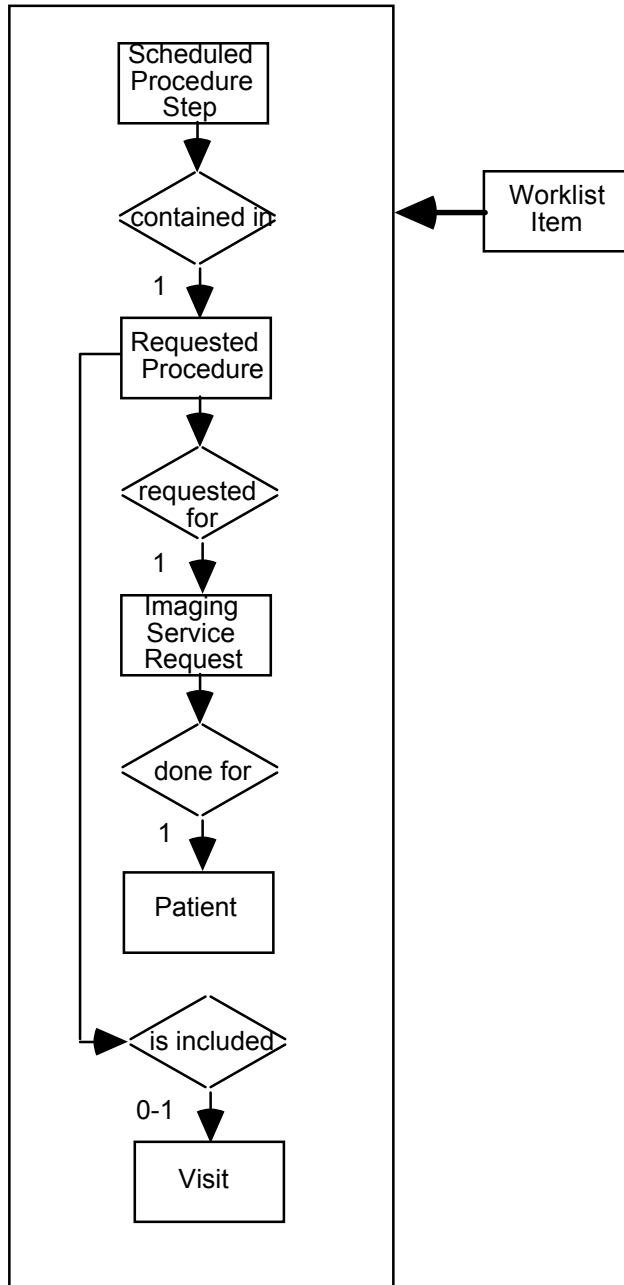 Scheduled
Procedure
Step
contained in
Worklist
Item
1
Requested
Procedure
requested
for
1
Imaging
Service
Request
done for
1
Patient
is included
0-1
Visit